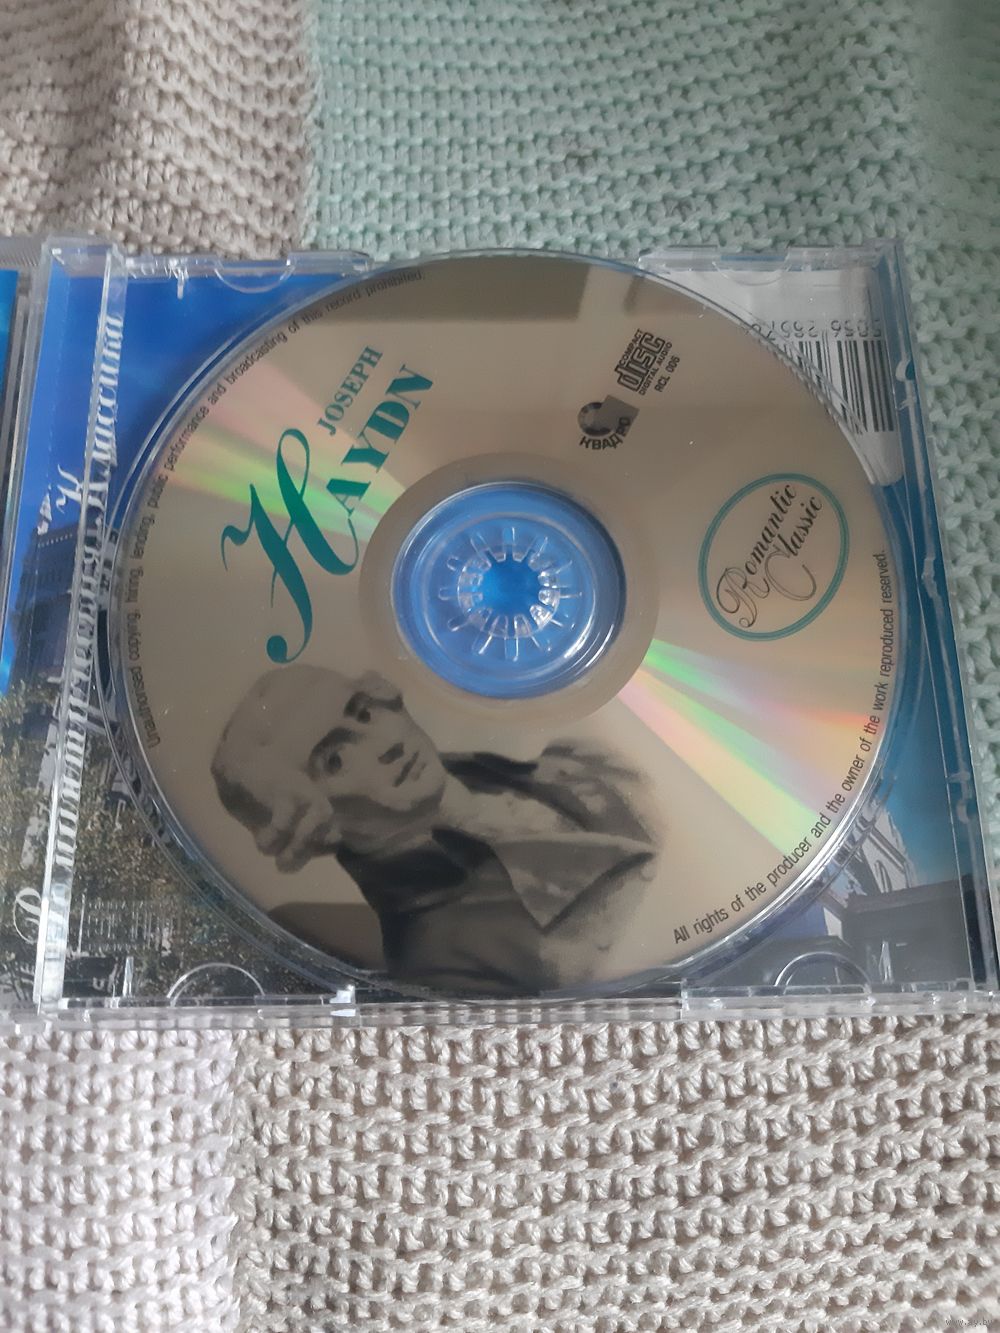 JOSEPH
HAYDN
COMPACT
disc
DIGITAL AUDIO
RCL 006
КВАДРО
Romantic
Classic
Unauthorised copying, hiring, lending, public performance and broadcasting of this record prohibited.
All rights of the producer and the owner of the work reproduced reserved.